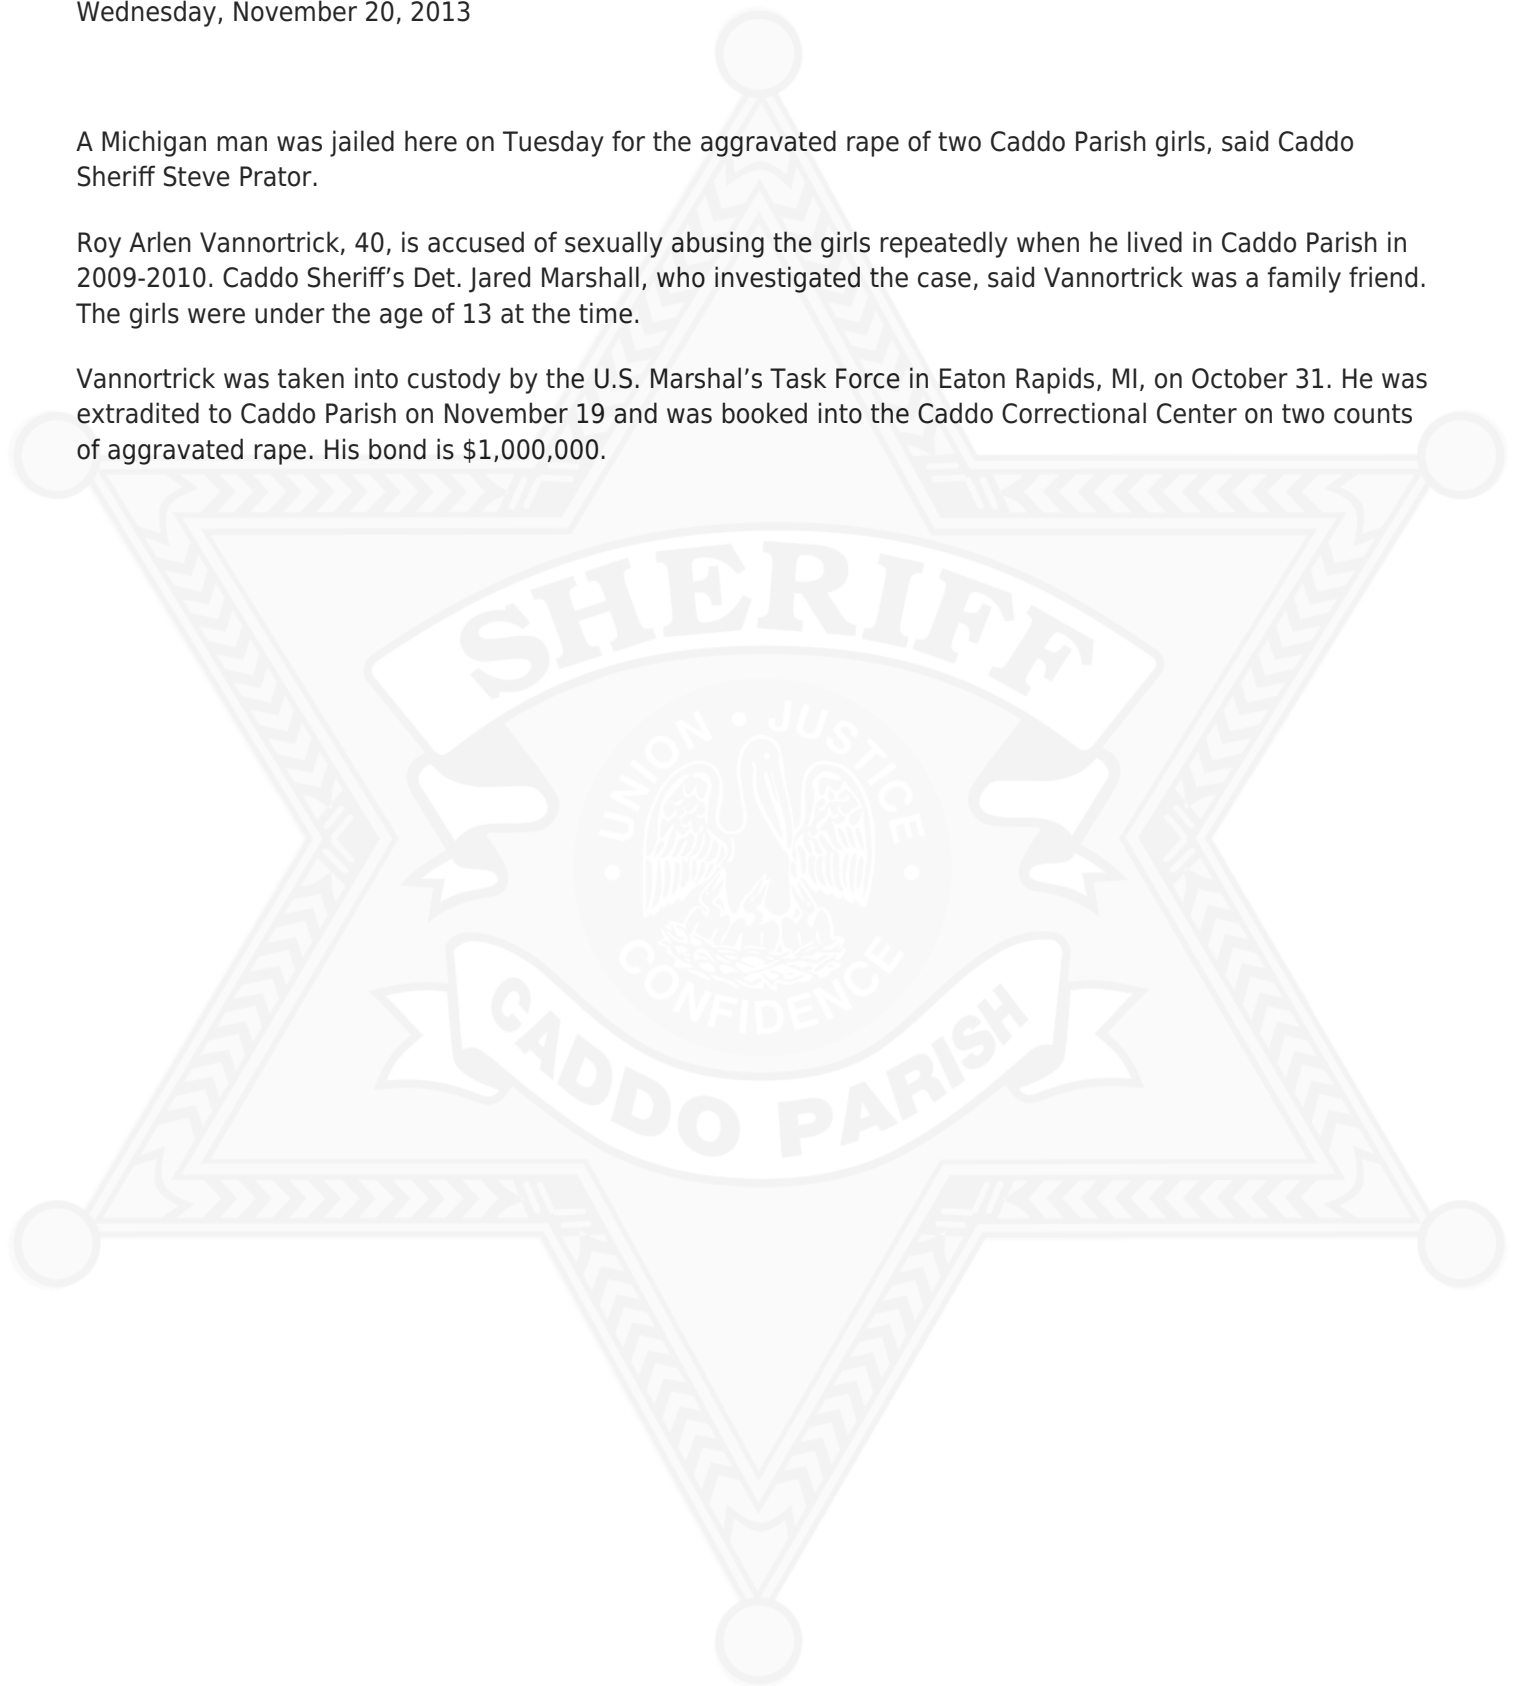 Wednesday, November 20, 2013
A Michigan man was jailed here on Tuesday for the aggravated rape of two Caddo Parish girls, said Caddo
Sheriff Steve Prator.
Roy Arlen Vannortrick, 40, is accused of sexually abusing the girls repeatedly when he lived in Caddo Parish in
2009-2010. Caddo Sheriff’s Det. Jared Marshall, who investigated the case, said Vannortrick was a family friend.
The girls were under the age of 13 at the time.
Vannortrick was taken into custody by the U.S. Marshal’s Task Force in Eaton Rapids, MI, on October 31. He was
extradited to Caddo Parish on November 19 and was booked into the Caddo Correctional Center on two counts
of aggravated rape. His bond is $1,000,000.
SHERIFF
UNION • JUSTICE
• CONFIDENCE •
CADDO PARISH